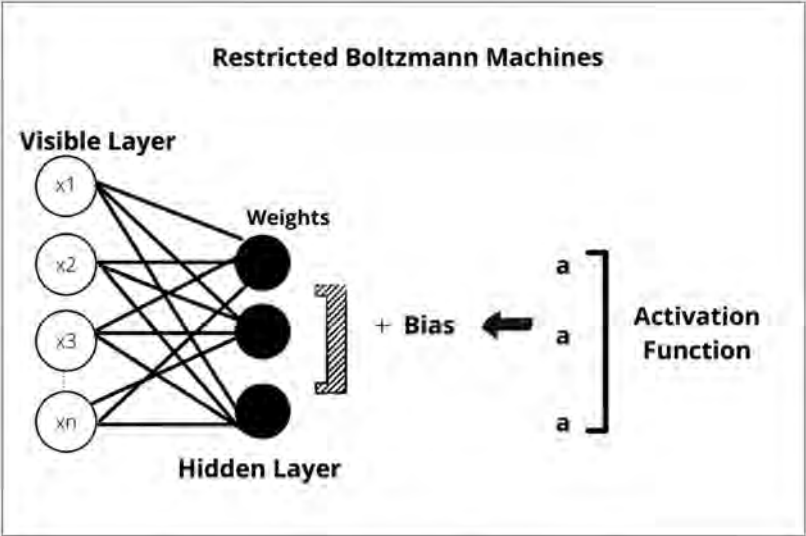 Restricted Boltzmann Machines
Visible Layer
x1
x2
x3
xn
Weights
Hidden Layer
+ Bias
a
a
a
Activation
Function